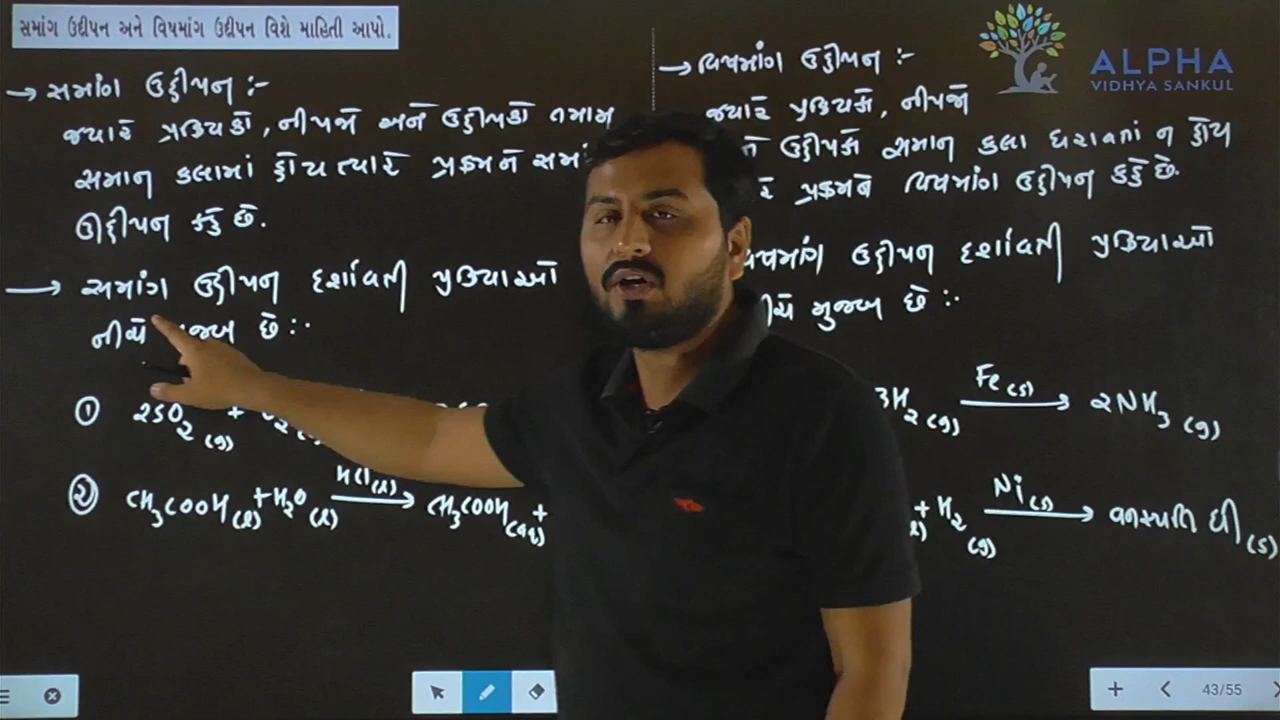 સમાંગ ઉદ્દીપન અને વિષમાંગ ઉદ્દીપન વિશે માહિતી આપો.
ALPHA
VIDHYA SANKUL
→ સમાંગ ઉદ્દીપન :-
જ્યારે પ્રક્રિયકો, નીપજો અને ઉદ્દીપકો તમામ
સમાન કલામાં હોય ત્યારે પ્રક્રમને
ઊદ્દીપન કહે છે.
→ સમાંગ ઉદ્દીપન દર્શાવતી પ્રક્રિયાઓ
નીચે છે :-
① 2SO₂(g) +
② CH₃COOH(l) + H₂O(l) —HCl(l)→ CH₃COOH(aq) +
→ વિષમાંગ ઉદ્દીપન :-
જ્યારે પ્રક્રિયકો, નીપજો
ઉદ્દીપકો સમાન કલા ધરાવતાં ન હોય
પ્રક્રમને વિષમાંગ ઉદ્દીપન કહે છે.
ઉદ્દીપન દર્શાવતી પ્રક્રિયાઓ
મુજબ છે :-
3H₂(g) —Fe(s)→ 2NH₃(g)
+ H₂(g) —Ni(s)→ વનસ્પતિ ઘી(s)
43/55